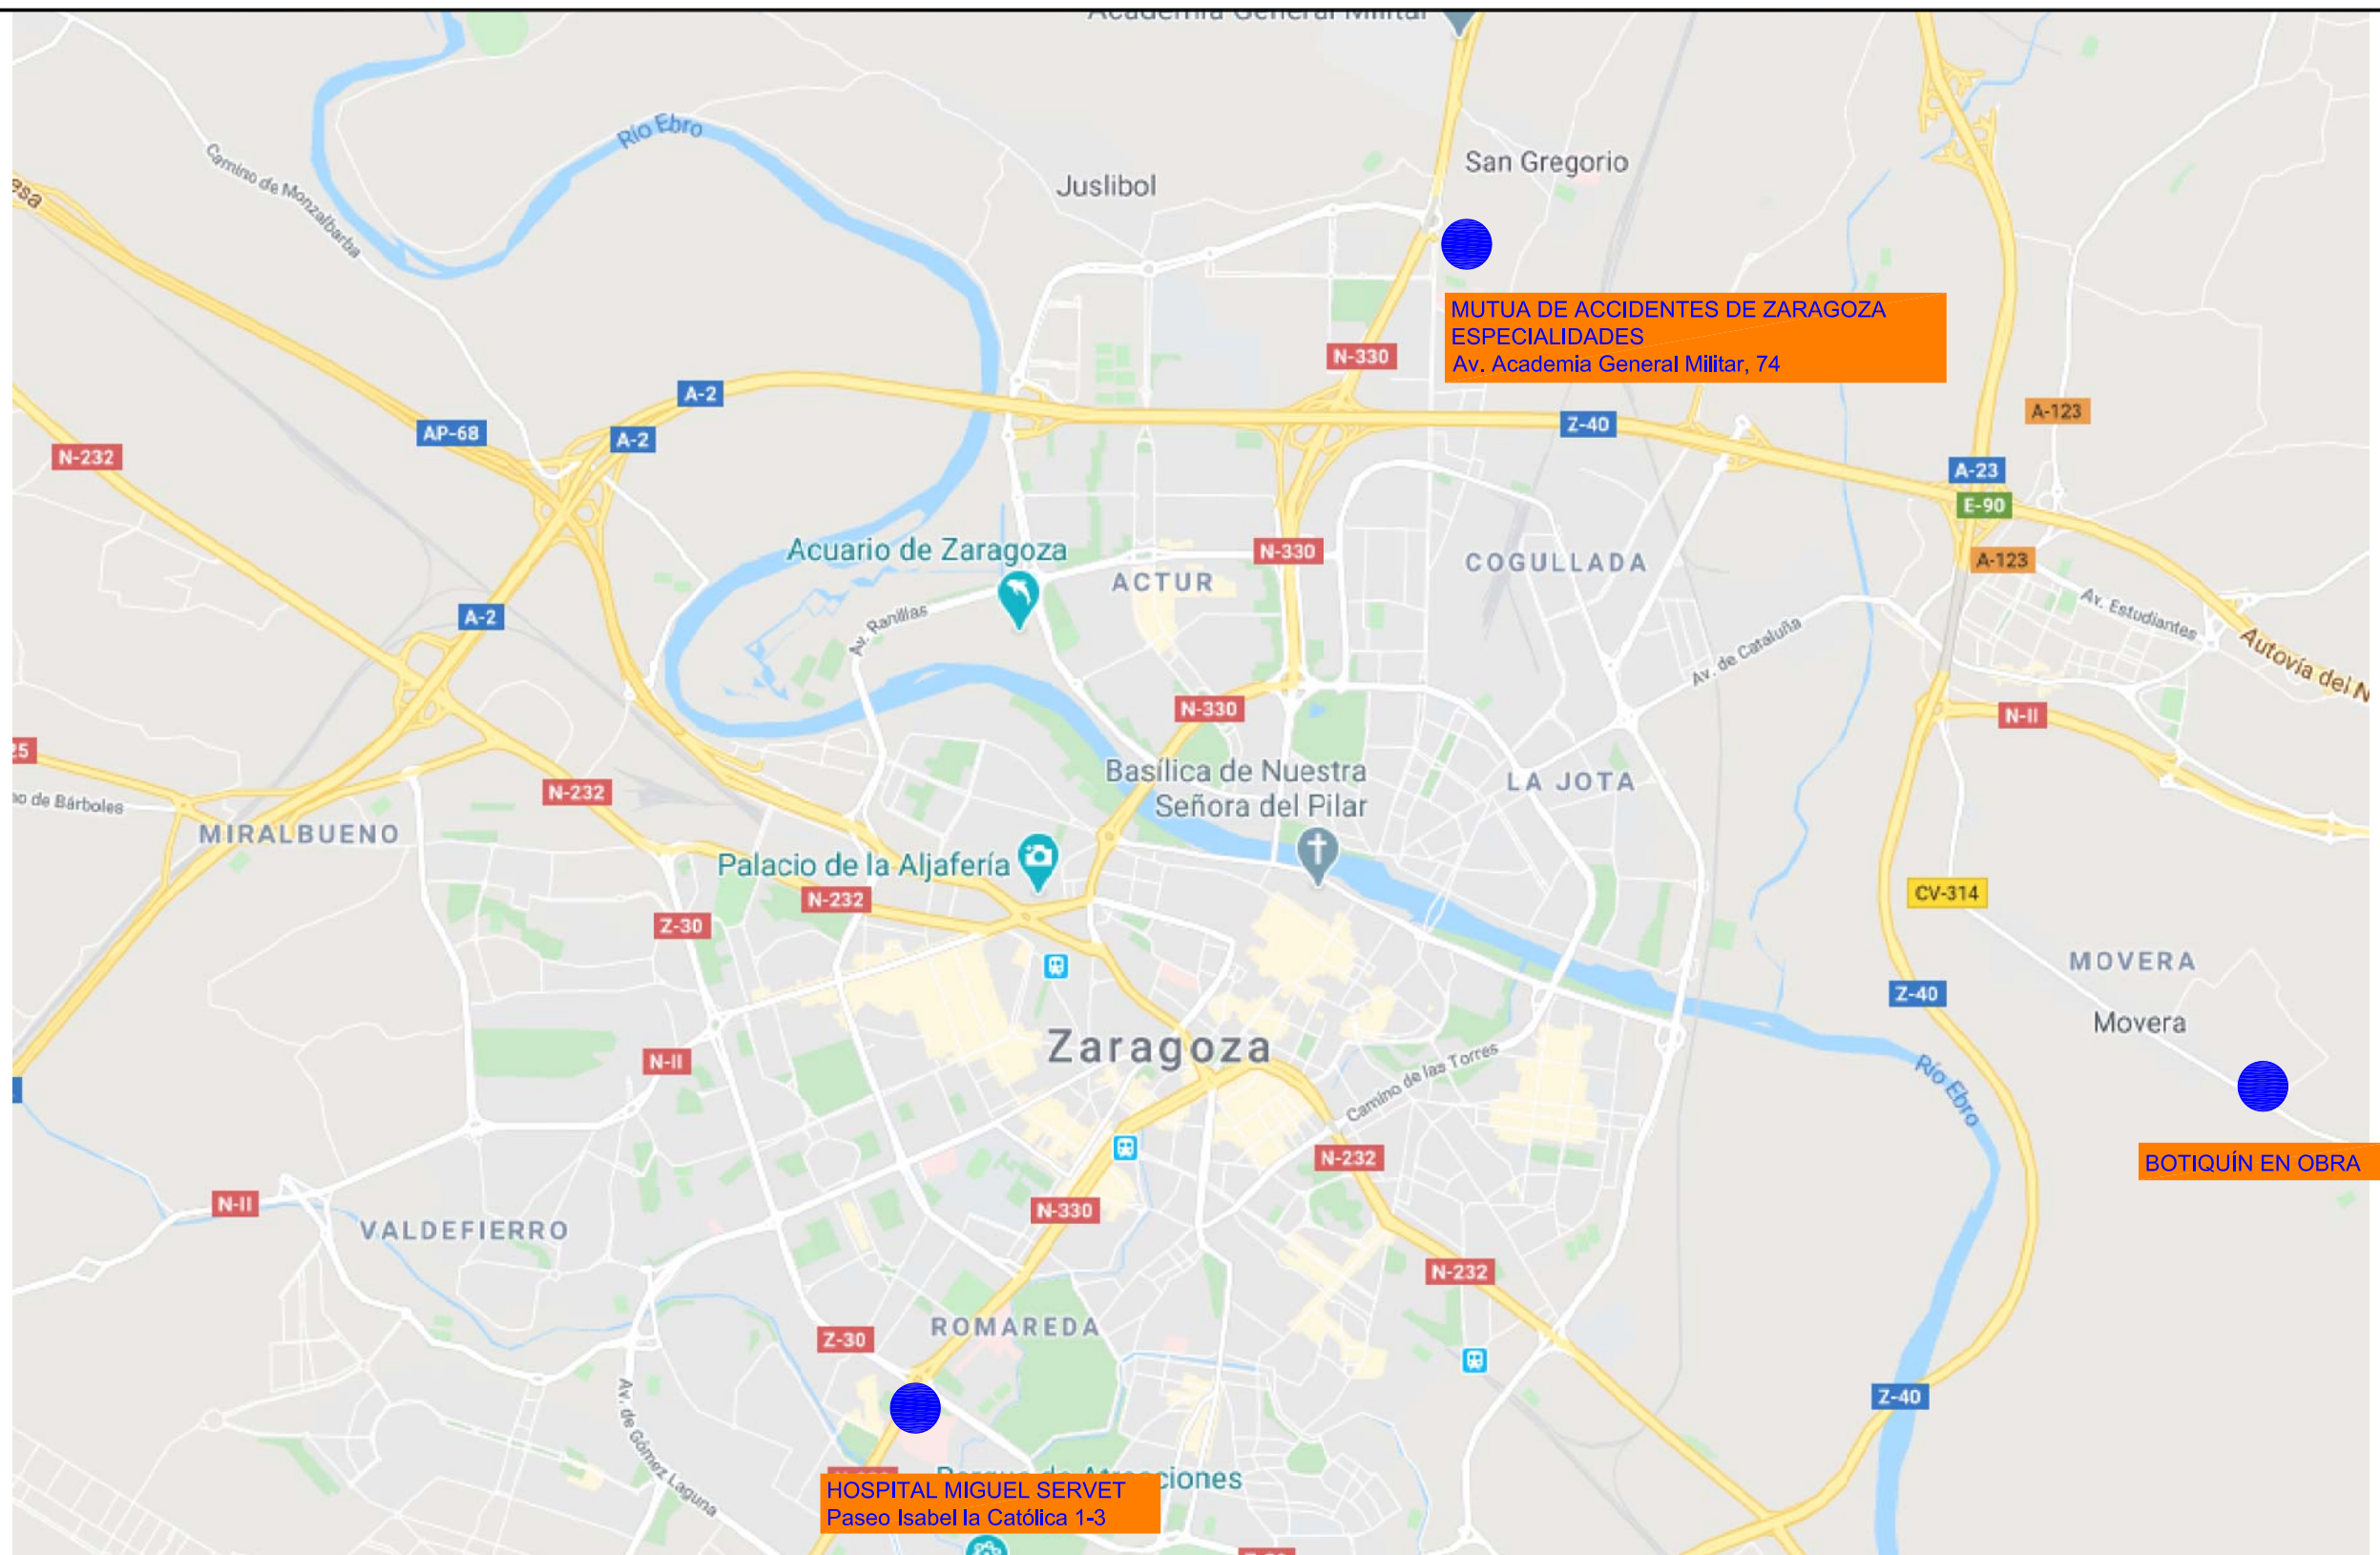 Academia General Militar
Río Ebro
San Gregorio
Camino de Monzalbarba
Juslibol
MUTUA DE ACCIDENTES DE ZARAGOZA
ESPECIALIDADES
Av. Academia General Militar, 74
N-330
A-2
Z-40
A-123
AP-68
A-2
N-232
A-23
E-90
Acuario de Zaragoza
N-330
COGULLADA
A-123
ACTUR
A-2
Av. Ranillas
Av. Estudiantes
Av. de Cataluña
Autovía del N
N-330
N-II
25
Basílica de Nuestra
Señora del Pilar
LA JOTA
N-232
MIRALBUENO
Palacio de la Aljafería
N-232
CV-314
Z-30
MOVERA
Z-40
Movera
Zaragoza
N-II
Camino de las Torres
Río Ebro
N-232
BOTIQUÍN EN OBRA
N-II
N-330
VALDEFIERRO
N-232
ROMAREDA
Z-30
Z-40
Av. de Gómez Laguna
ciones
HOSPITAL MIGUEL SERVET
Paseo Isabel la Católica 1-3